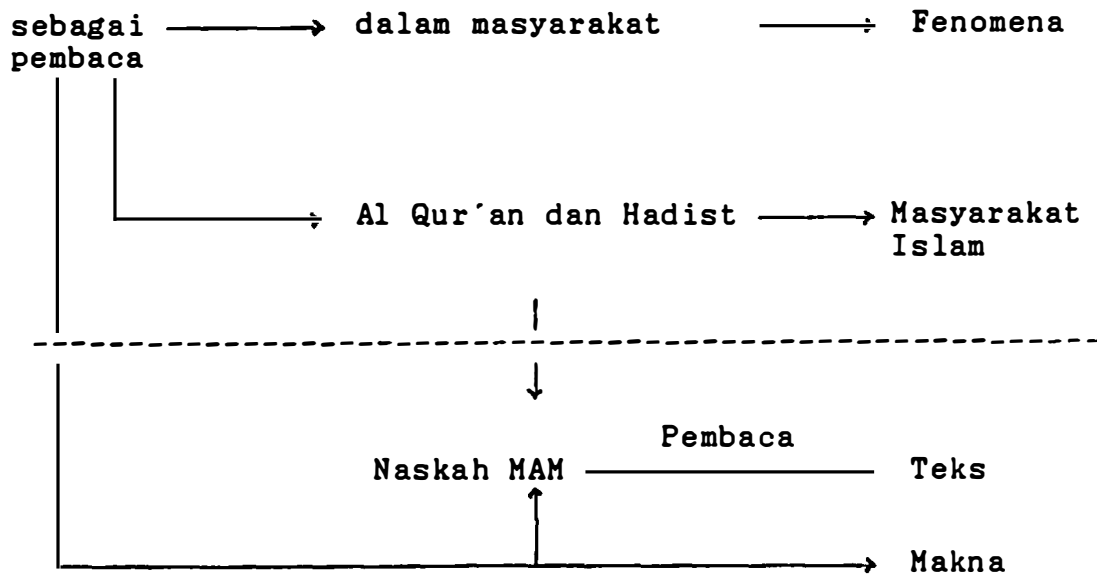 sebagai dalam masyarakat Fenomena
pembaca
Al Qur´an dan Hadist Masyarakat
Islam
Pembaca
Naskah MAM Teks
Makna